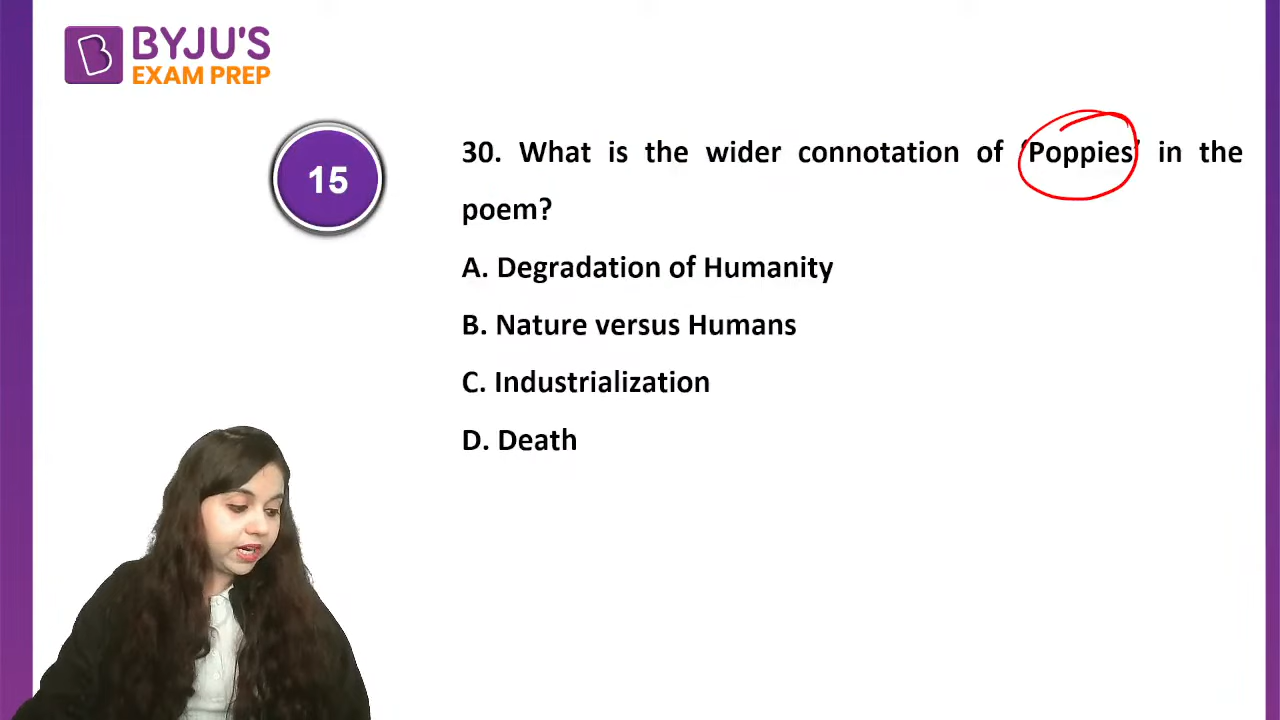 BYJU'S
EXAM PREP
15
30. What is the wider connotation of 'Poppies' in the
poem?
A. Degradation of Humanity
B. Nature versus Humans
C. Industrialization
D. Death